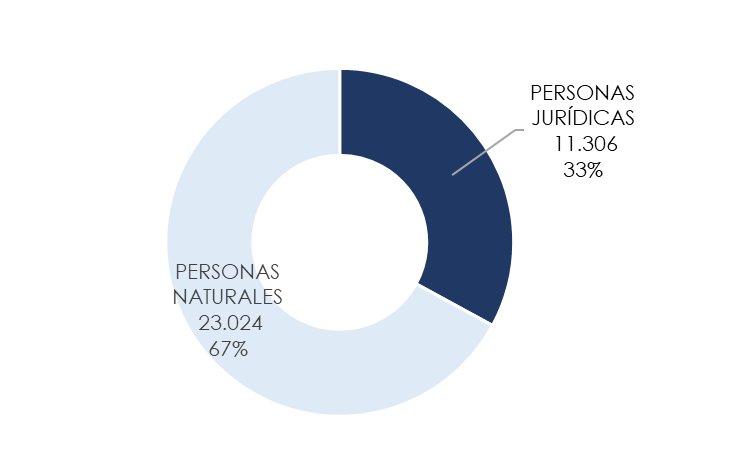 PERSONAS
JURÍDICAS
11.306
33%
PERSONAS
NATURALES
23.024
67%